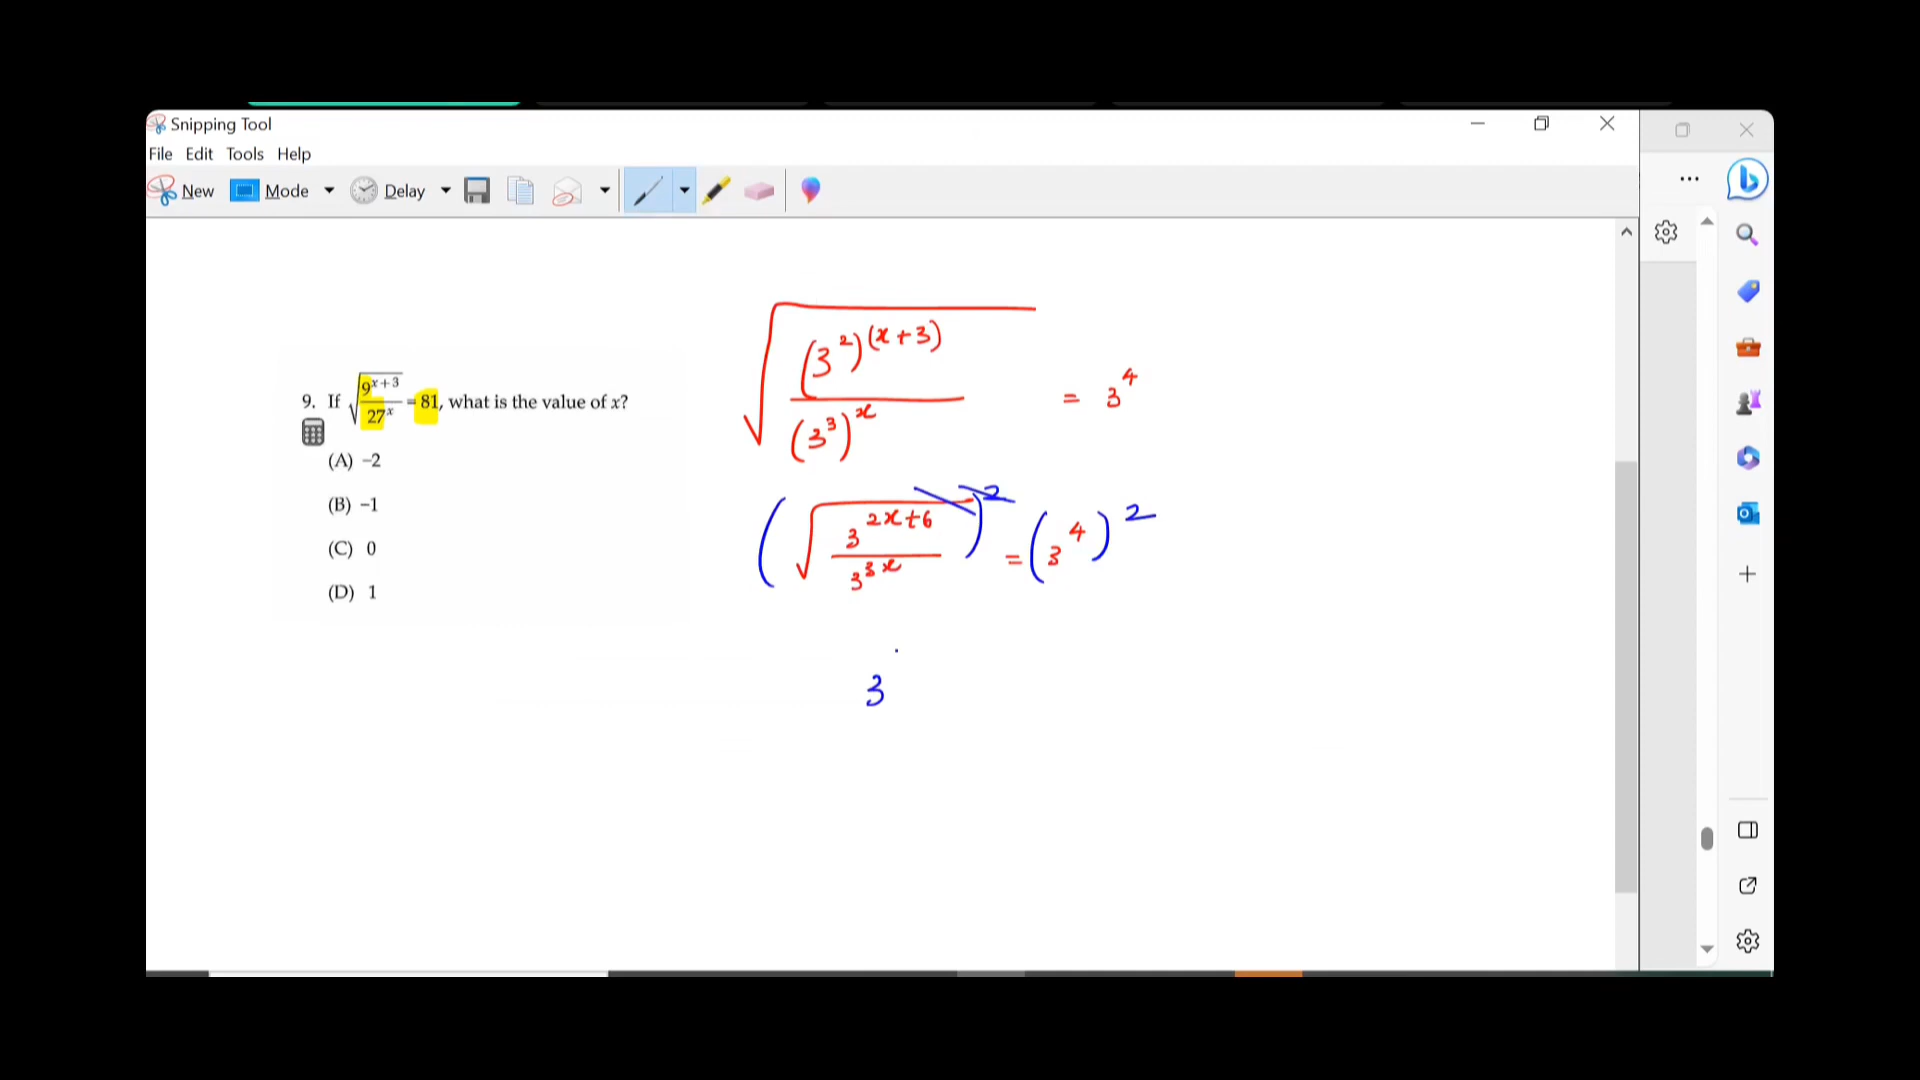 Snipping Tool
File Edit Tools Help
New Mode Delay
9. If √(9^(x+3)/27^x) = 81, what is the value of x?
(A) –2
(B) –1
(C) 0
(D) 1
√((3²)^(x+3)/(3³)^x) = 3⁴
(√(3^(2x+6)/3^(3x)))² = (3⁴)²
3